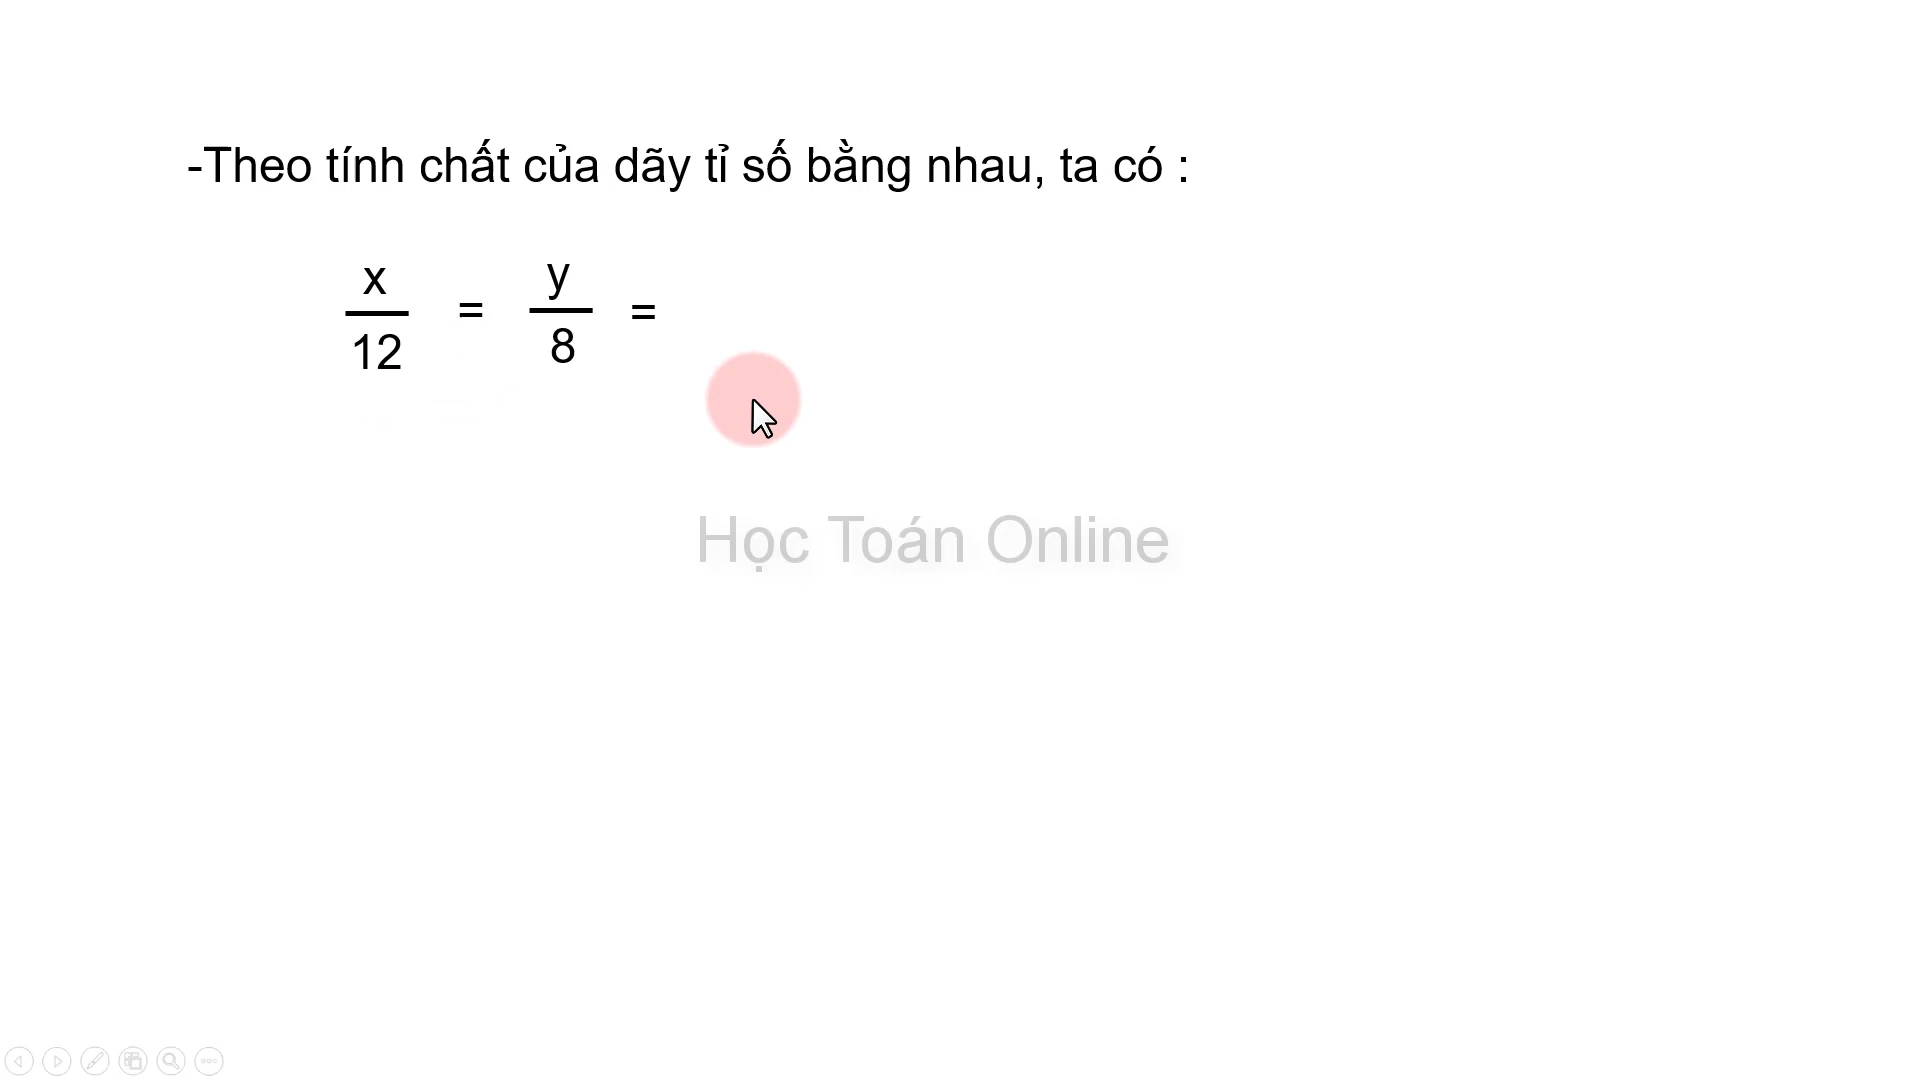 -Theo tính chất của dãy tỉ số bằng nhau, ta có :
x/12 = y/8 =
Học Toán Online